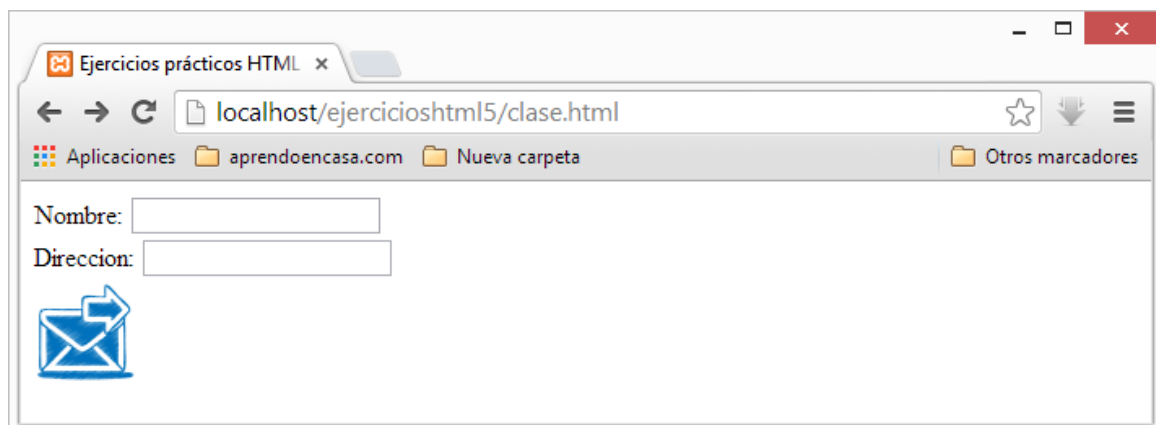 Ejercicios prácticos HTML
localhost/ejercicioshtml5/clase.html
Aplicaciones aprendoencasa.com Nueva carpeta Otros marcadores
Nombre:
Direccion: